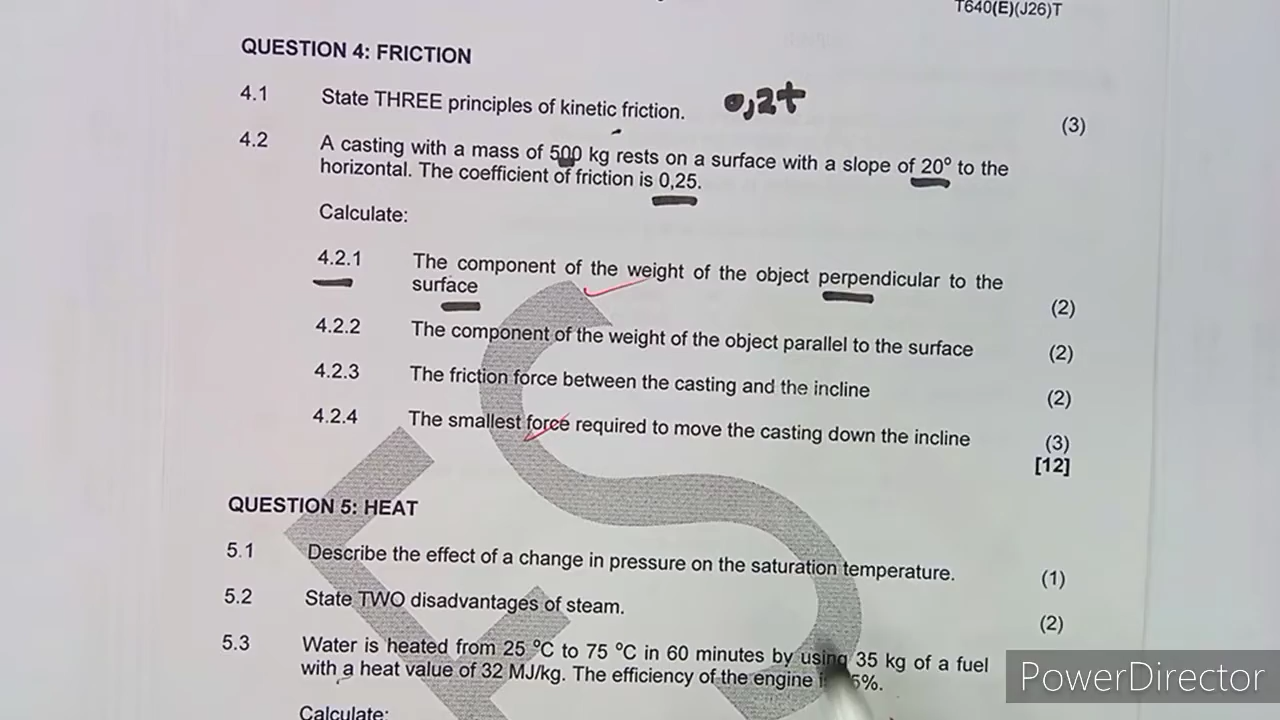 T640(E)(J26)T
QUESTION 4: FRICTION
4.1 State THREE principles of kinetic friction. 0,2t
(3)
4.2 A casting with a mass of 500 kg rests on a surface with a slope of 20° to the
horizontal. The coefficient of friction is 0,25.
Calculate:
4.2.1 The component of the weight of the object perpendicular to the
surface
(2)
4.2.2 The component of the weight of the object parallel to the surface (2)
4.2.3 The friction force between the casting and the incline (2)
4.2.4 The smallest force required to move the casting down the incline (3)
[12]
QUESTION 5: HEAT
5.1 Describe the effect of a change in pressure on the saturation temperature. (1)
5.2 State TWO disadvantages of steam. (2)
5.3 Water is heated from 25 °C to 75 °C in 60 minutes by using 35 kg of a fuel
with a heat value of 32 MJ/kg. The efficiency of the engine
Calculate:
PowerDirector